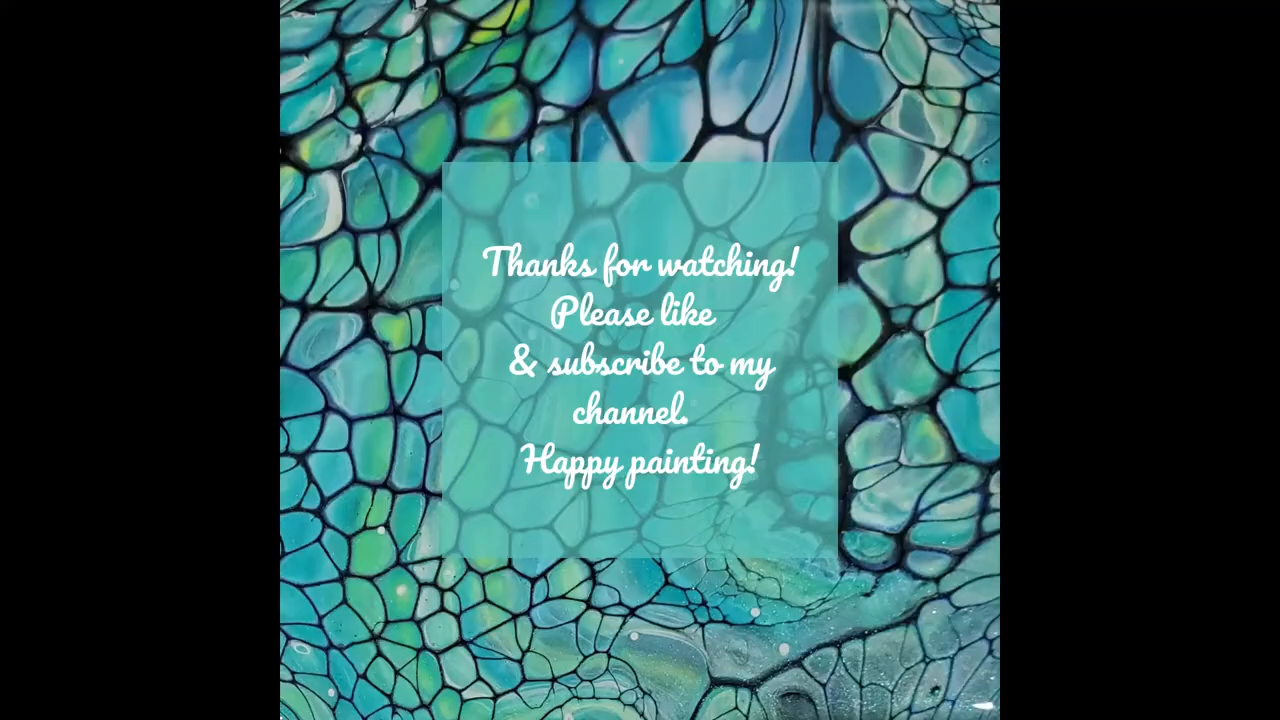 Thanks for watching!
Please like
& subscribe to my
channel.
Happy painting!